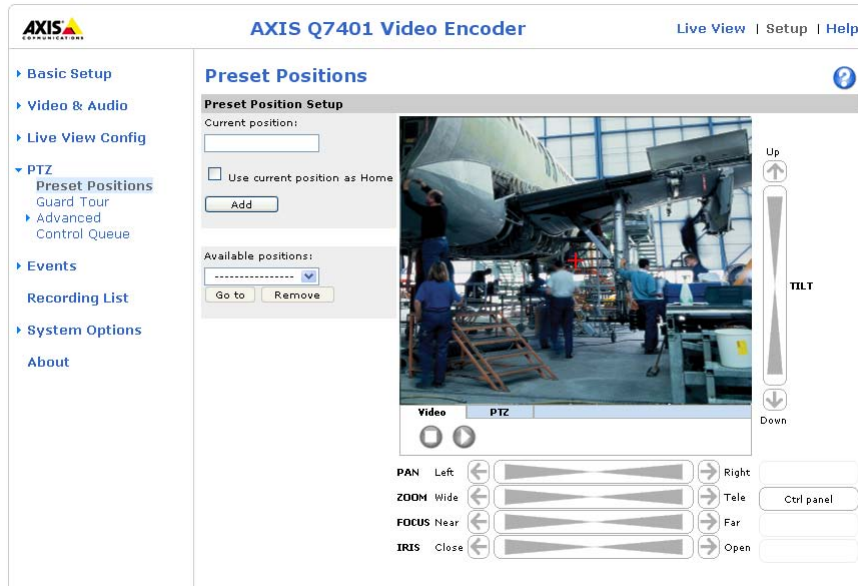 AXIS
COMMUNICATIONS
AXIS Q7401 Video Encoder
Live View | Setup | Help
Basic Setup
Video & Audio
Live View Config
PTZ
Preset Positions
Guard Tour
Advanced
Control Queue
Events
Recording List
System Options
About
Preset Positions
?
Preset Position Setup
Current position:
Use current position as Home
Add
Available positions:
---------------
Go to Remove
Up
TILT
Down
Video PTZ
PAN Left Right
ZOOM Wide Tele Ctrl panel
FOCUS Near Far
IRIS Close Open